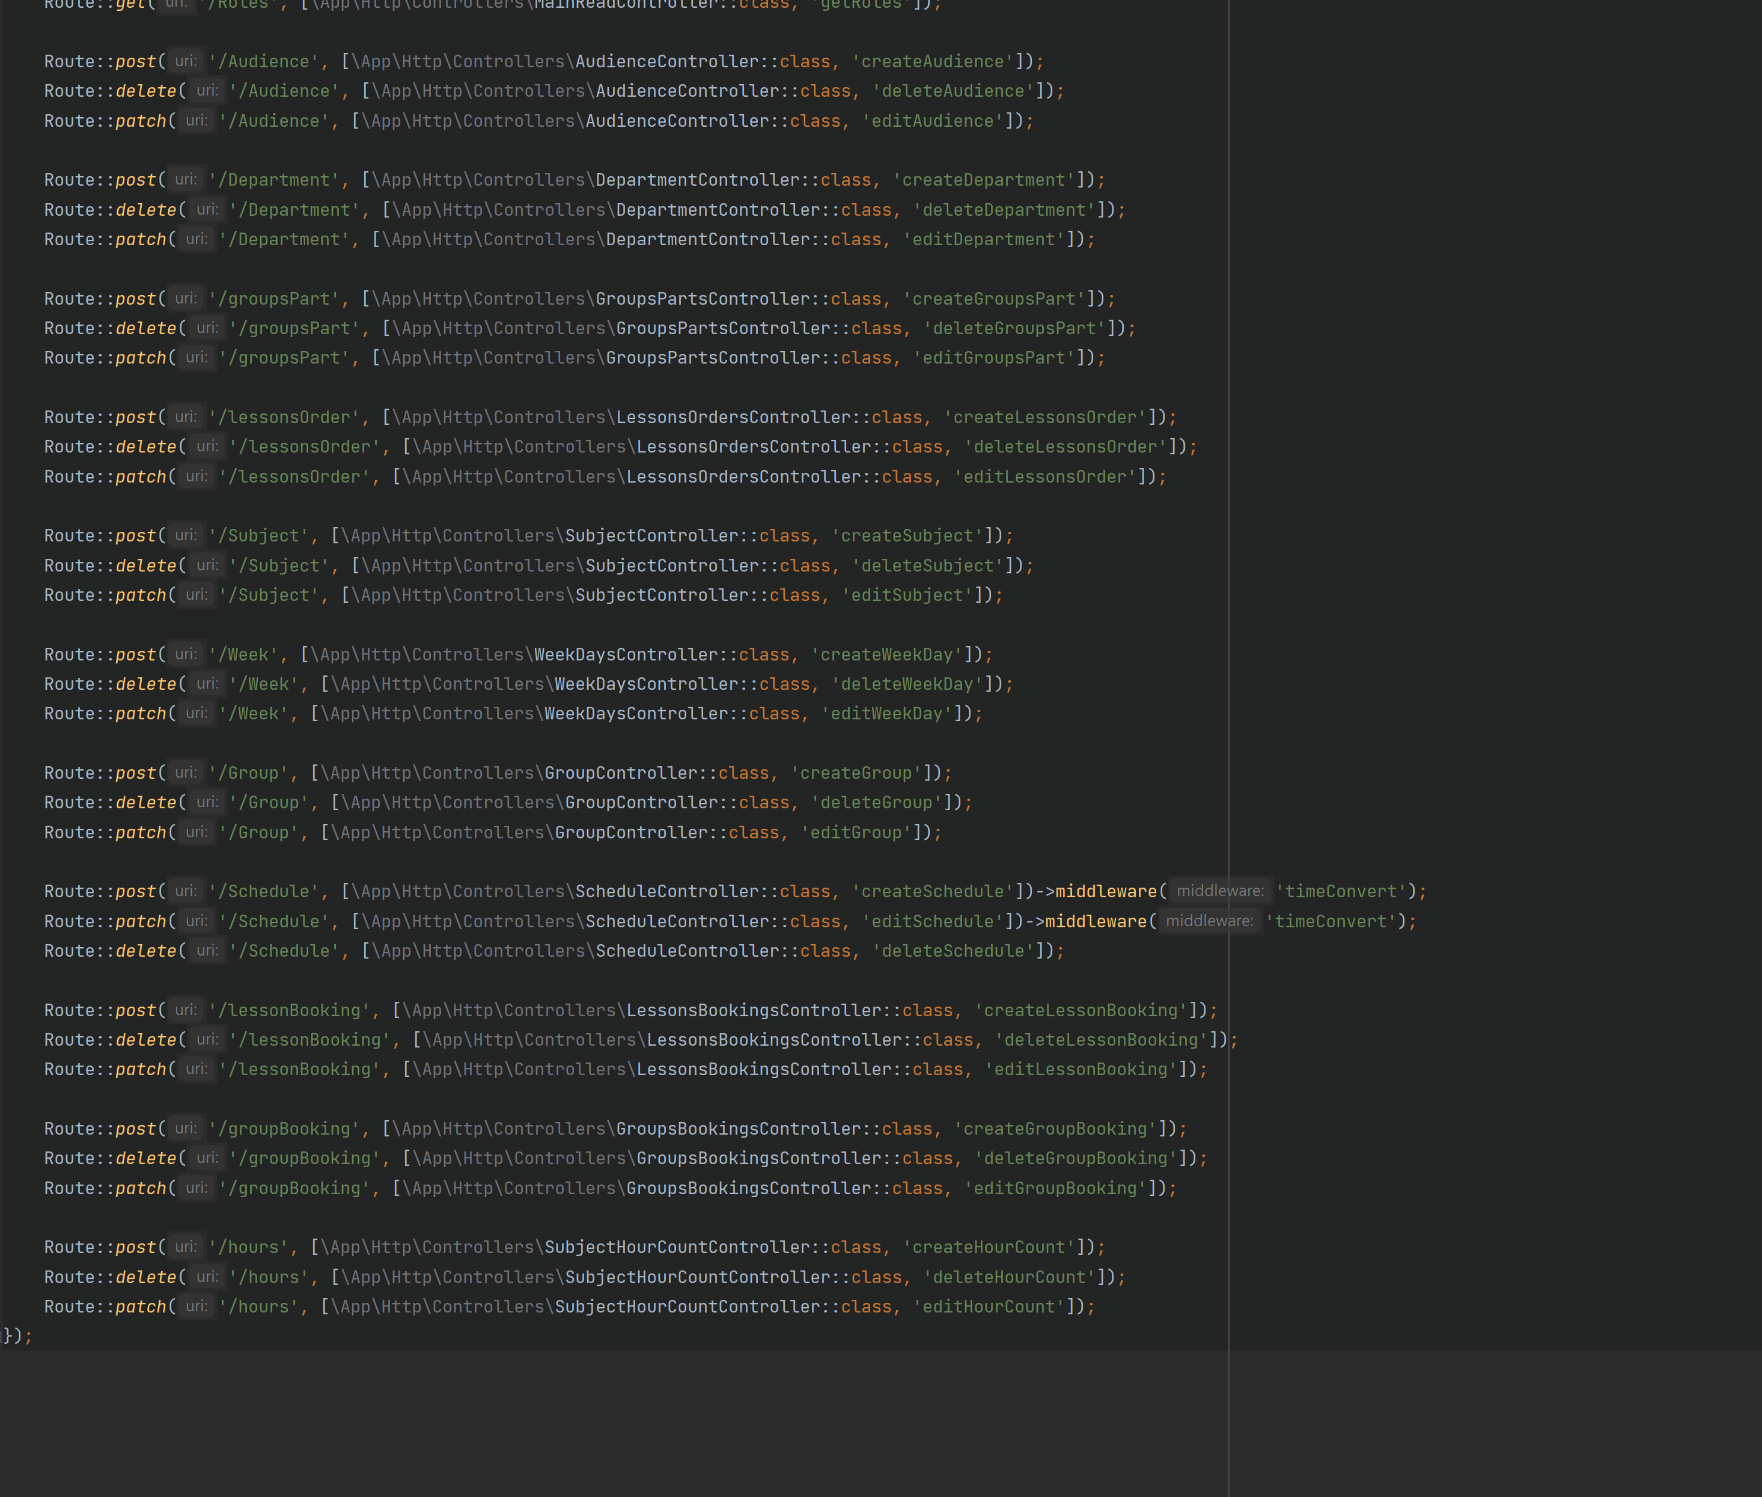 Route::get( uri: '/Roles', [\App\Http\Controllers\MainReadController::class, 'getRoles']);
Route::post( uri: '/Audience', [\App\Http\Controllers\AudienceController::class, 'createAudience']);
Route::delete( uri: '/Audience', [\App\Http\Controllers\AudienceController::class, 'deleteAudience']);
Route::patch( uri: '/Audience', [\App\Http\Controllers\AudienceController::class, 'editAudience']);
Route::post( uri: '/Department', [\App\Http\Controllers\DepartmentController::class, 'createDepartment']);
Route::delete( uri: '/Department', [\App\Http\Controllers\DepartmentController::class, 'deleteDepartment']);
Route::patch( uri: '/Department', [\App\Http\Controllers\DepartmentController::class, 'editDepartment']);
Route::post( uri: '/groupsPart', [\App\Http\Controllers\GroupsPartsController::class, 'createGroupsPart']);
Route::delete( uri: '/groupsPart', [\App\Http\Controllers\GroupsPartsController::class, 'deleteGroupsPart']);
Route::patch( uri: '/groupsPart', [\App\Http\Controllers\GroupsPartsController::class, 'editGroupsPart']);
Route::post( uri: '/lessonsOrder', [\App\Http\Controllers\LessonsOrdersController::class, 'createLessonsOrder']);
Route::delete( uri: '/lessonsOrder', [\App\Http\Controllers\LessonsOrdersController::class, 'deleteLessonsOrder']);
Route::patch( uri: '/lessonsOrder', [\App\Http\Controllers\LessonsOrdersController::class, 'editLessonsOrder']);
Route::post( uri: '/Subject', [\App\Http\Controllers\SubjectController::class, 'createSubject']);
Route::delete( uri: '/Subject', [\App\Http\Controllers\SubjectController::class, 'deleteSubject']);
Route::patch( uri: '/Subject', [\App\Http\Controllers\SubjectController::class, 'editSubject']);
Route::post( uri: '/Week', [\App\Http\Controllers\WeekDaysController::class, 'createWeekDay']);
Route::delete( uri: '/Week', [\App\Http\Controllers\WeekDaysController::class, 'deleteWeekDay']);
Route::patch( uri: '/Week', [\App\Http\Controllers\WeekDaysController::class, 'editWeekDay']);
Route::post( uri: '/Group', [\App\Http\Controllers\GroupController::class, 'createGroup']);
Route::delete( uri: '/Group', [\App\Http\Controllers\GroupController::class, 'deleteGroup']);
Route::patch( uri: '/Group', [\App\Http\Controllers\GroupController::class, 'editGroup']);
Route::post( uri: '/Schedule', [\App\Http\Controllers\ScheduleController::class, 'createSchedule'])->middleware( middleware: 'timeConvert');
Route::patch( uri: '/Schedule', [\App\Http\Controllers\ScheduleController::class, 'editSchedule'])->middleware( middleware: 'timeConvert');
Route::delete( uri: '/Schedule', [\App\Http\Controllers\ScheduleController::class, 'deleteSchedule']);
Route::post( uri: '/lessonBooking', [\App\Http\Controllers\LessonsBookingsController::class, 'createLessonBooking']);
Route::delete( uri: '/lessonBooking', [\App\Http\Controllers\LessonsBookingsController::class, 'deleteLessonBooking']);
Route::patch( uri: '/lessonBooking', [\App\Http\Controllers\LessonsBookingsController::class, 'editLessonBooking']);
Route::post( uri: '/groupBooking', [\App\Http\Controllers\GroupsBookingsController::class, 'createGroupBooking']);
Route::delete( uri: '/groupBooking', [\App\Http\Controllers\GroupsBookingsController::class, 'deleteGroupBooking']);
Route::patch( uri: '/groupBooking', [\App\Http\Controllers\GroupsBookingsController::class, 'editGroupBooking']);
Route::post( uri: '/hours', [\App\Http\Controllers\SubjectHourCountController::class, 'createHourCount']);
Route::delete( uri: '/hours', [\App\Http\Controllers\SubjectHourCountController::class, 'deleteHourCount']);
Route::patch( uri: '/hours', [\App\Http\Controllers\SubjectHourCountController::class, 'editHourCount']);
});